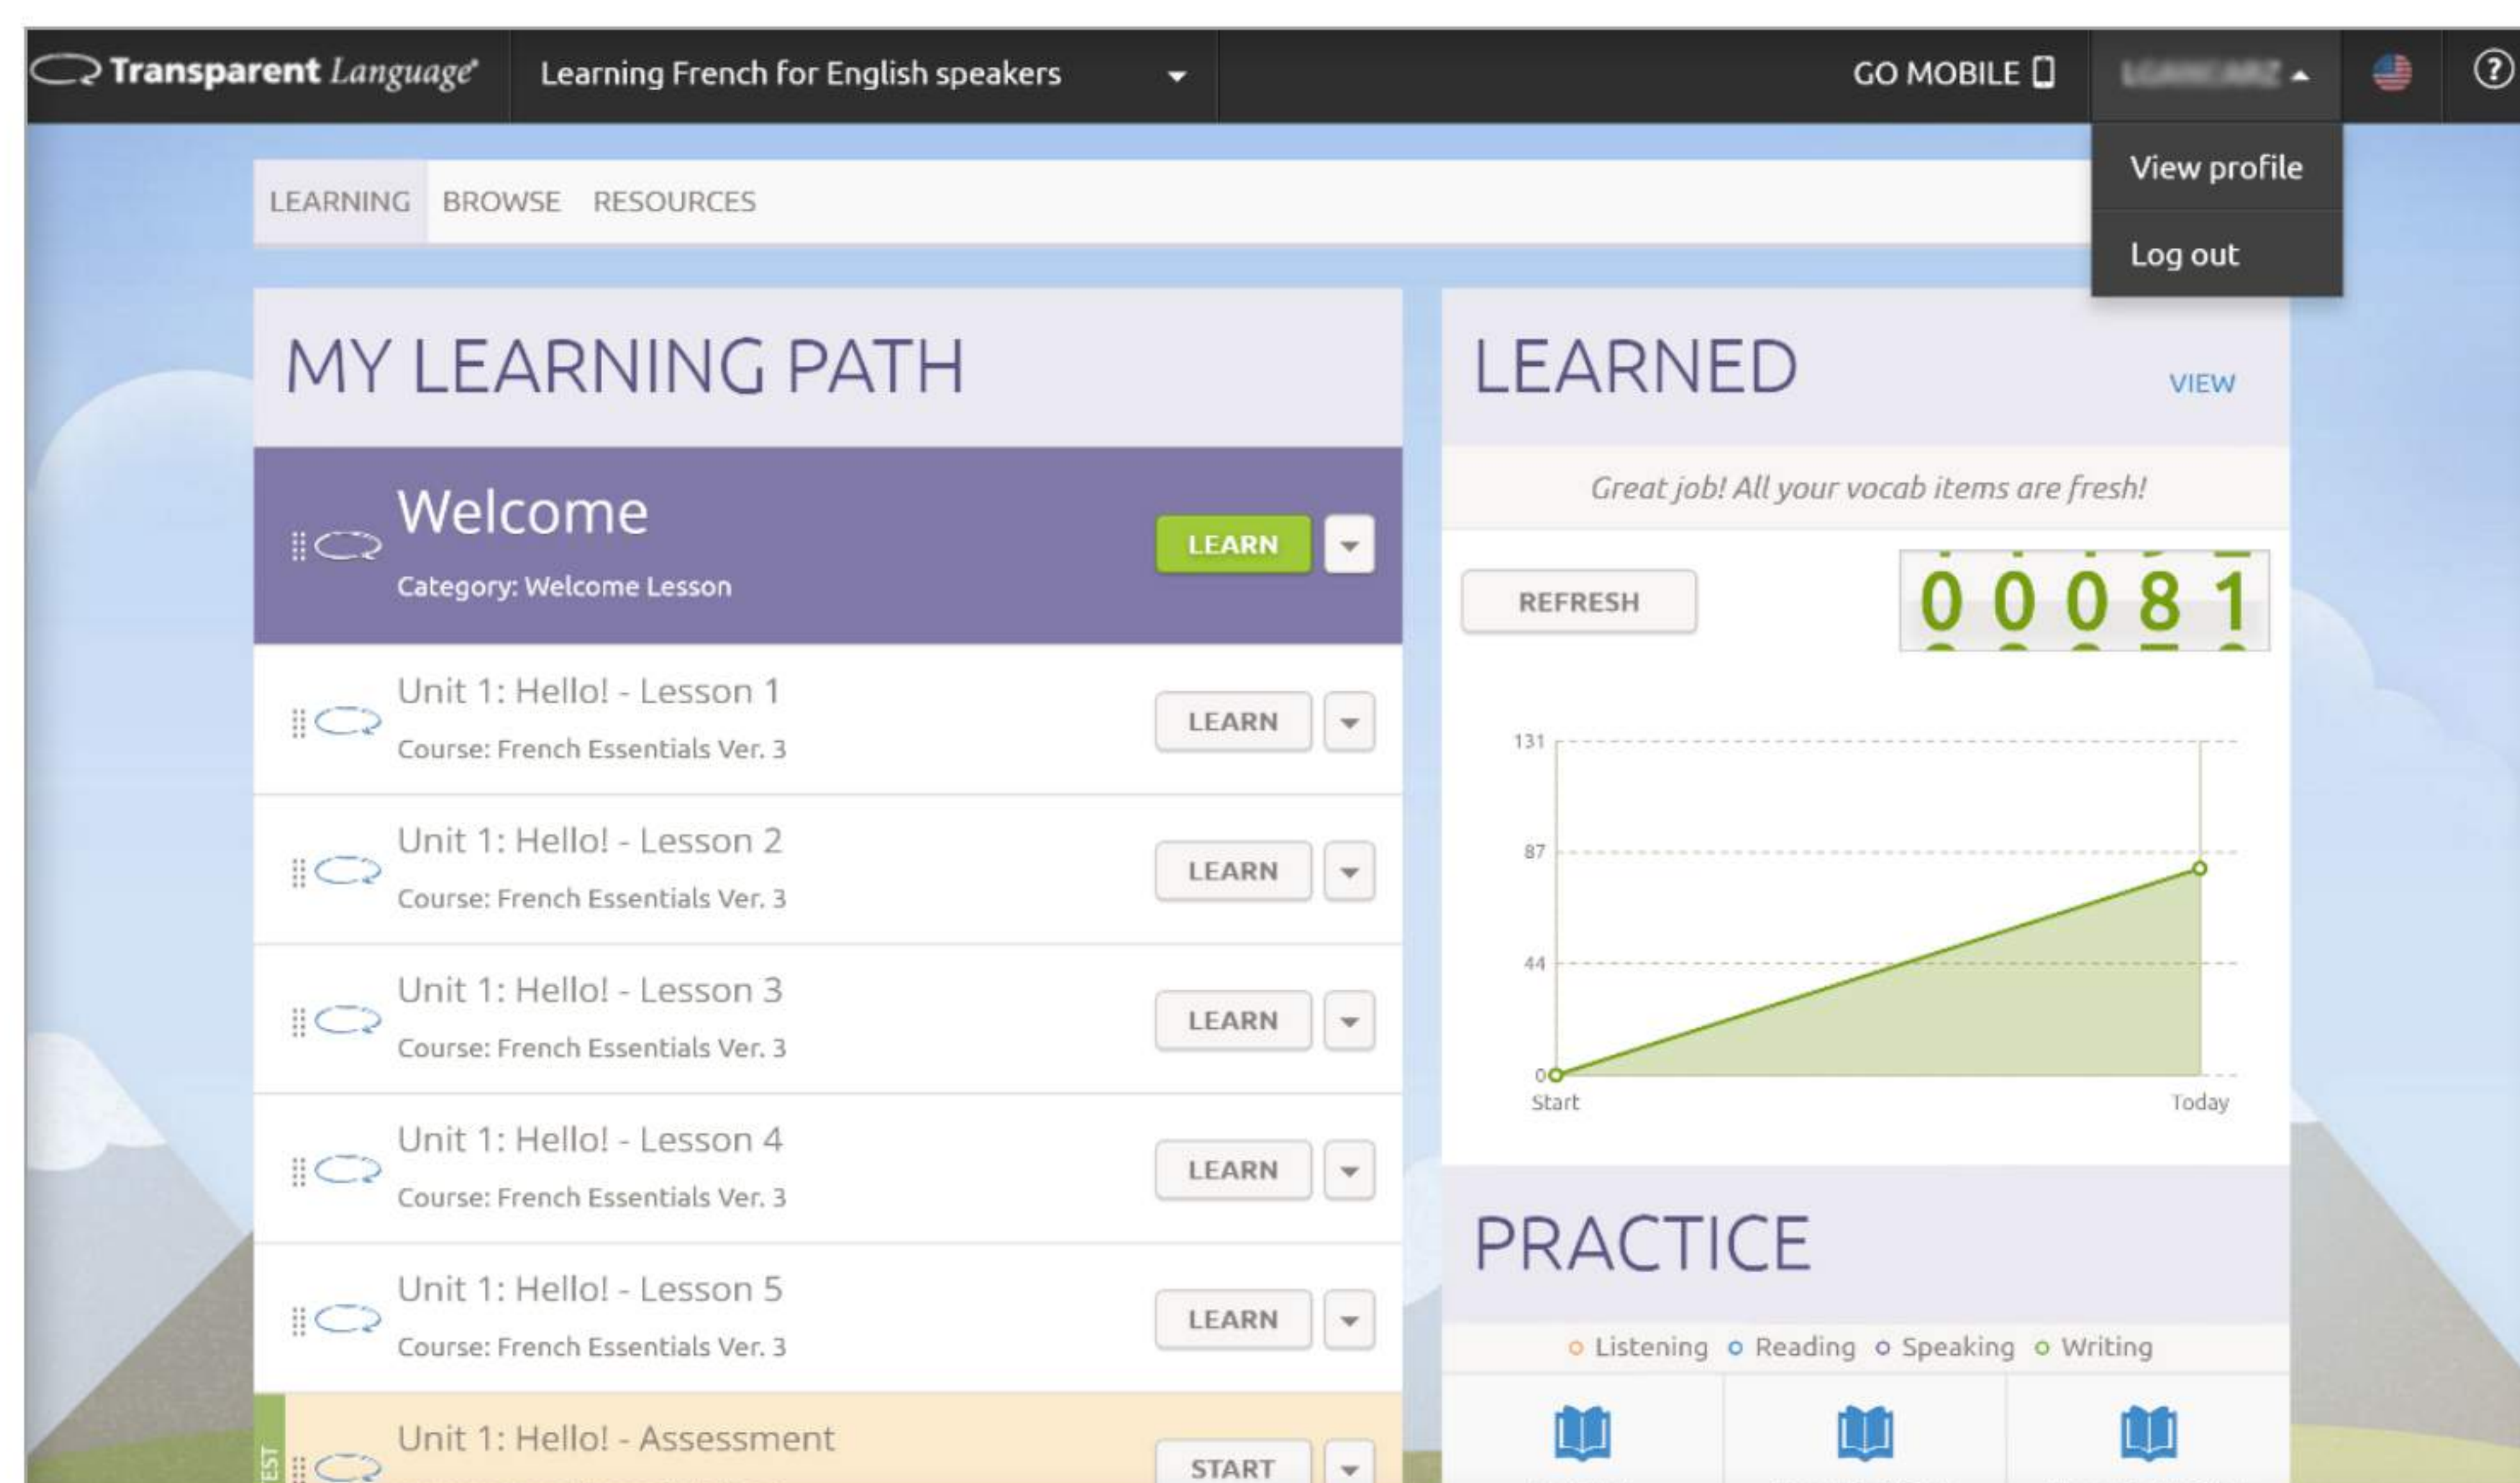 Transparent Language®
Learning French for English speakers
GO MOBILE
View profile
Log out
LEARNING BROWSE RESOURCES
MY LEARNING PATH
Welcome
Category: Welcome Lesson
LEARN
Unit 1: Hello! - Lesson 1
Course: French Essentials Ver. 3
LEARN
Unit 1: Hello! - Lesson 2
Course: French Essentials Ver. 3
LEARN
Unit 1: Hello! - Lesson 3
Course: French Essentials Ver. 3
LEARN
Unit 1: Hello! - Lesson 4
Course: French Essentials Ver. 3
LEARN
Unit 1: Hello! - Lesson 5
Course: French Essentials Ver. 3
LEARN
Unit 1: Hello! - Assessment
START
LEARNED
VIEW
Great job! All your vocab items are fresh!
REFRESH
00081
131
87
44
0
Start
Today
PRACTICE
Listening Reading Speaking Writing